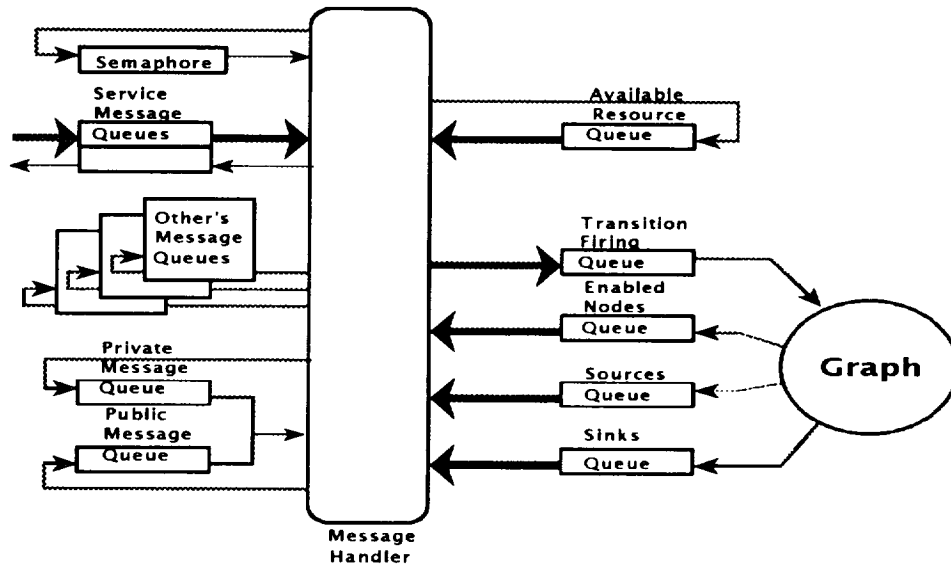 Semaphore
Service
Message
Queues
Other's
Message
Queues
Private
Message
Queue
Public
Message
Queue
Message
Handler
Available
Resource
Queue
Transition
Firing
Queue
Enabled
Nodes
Queue
Sources
Queue
Sinks
Queue
Graph